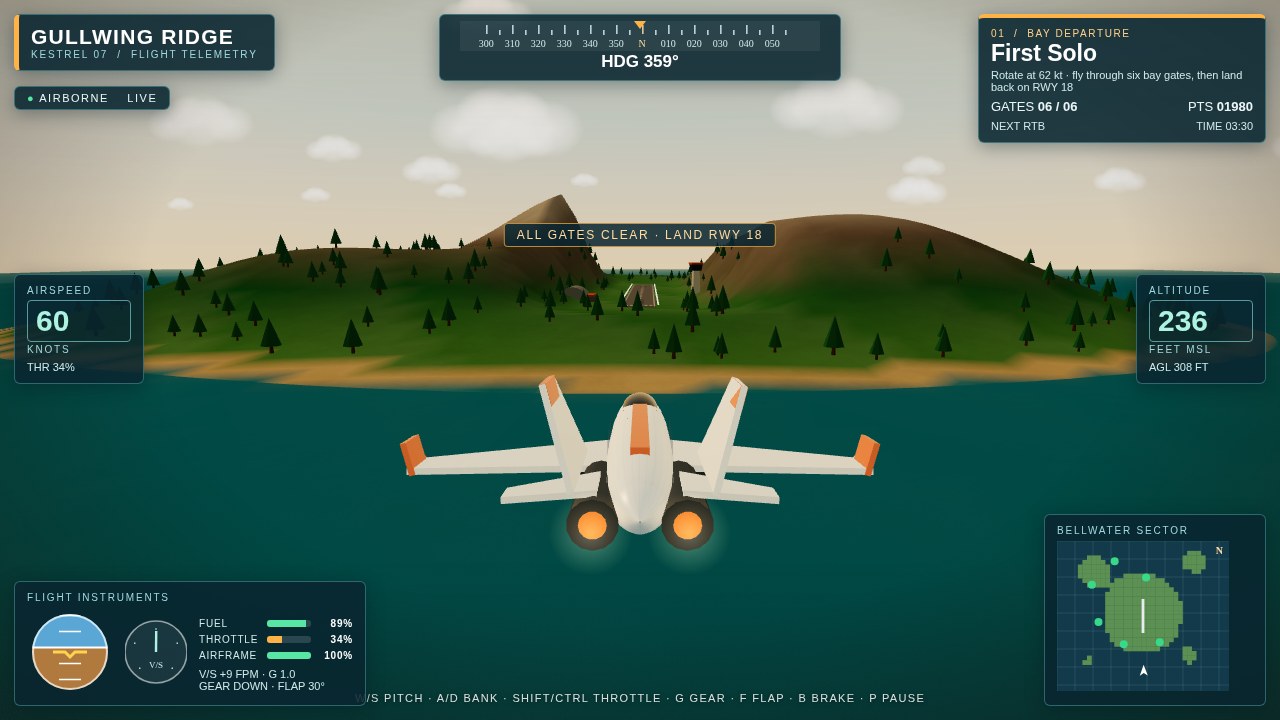 GULLWING RIDGE
KESTREL 07 / FLIGHT TELEMETRY
● AIRBORNE LIVE
300 310 320 330 340 350 N 010 020 030 040 050
HDG 359°
01 / BAY DEPARTURE
First Solo
Rotate at 62 kt · fly through six bay gates, then land
back on RWY 18
GATES 06 / 06 PTS 01980
NEXT RTB TIME 03:30
ALL GATES CLEAR · LAND RWY 18
AIRSPEED
60
KNOTS
THR 34%
ALTITUDE
236
FEET MSL
AGL 308 FT
FLIGHT INSTRUMENTS
V/S
FUEL 89%
THROTTLE 34%
AIRFRAME 100%
V/S +9 FPM · G 1.0
GEAR DOWN · FLAP 30°
W/S PITCH · A/D BANK · SHIFT/CTRL THROTTLE · G GEAR · F FLAP · B BRAKE · P PAUSE
BELLWATER SECTOR
N